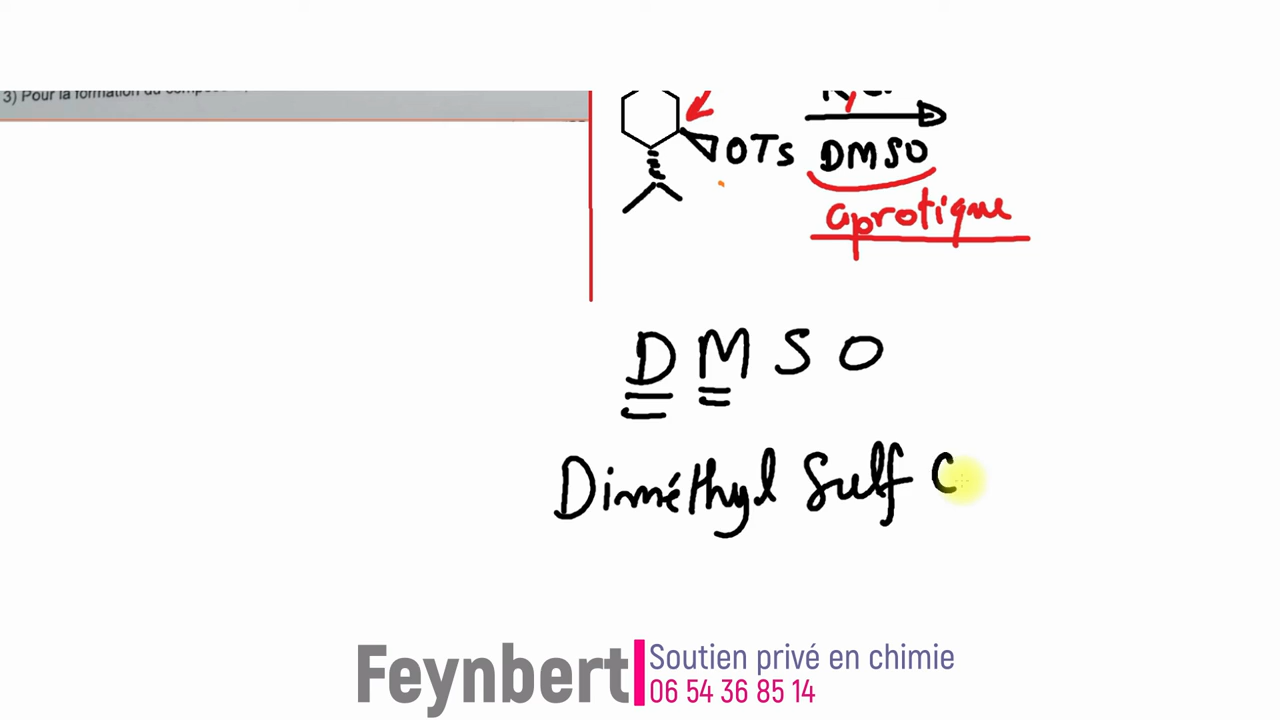 3) Pour la formation du
OTs
DMSO
aprotique
D M S O
Diméthyl Sulf
Feynbert
Soutien privé en chimie
06 54 36 85 14